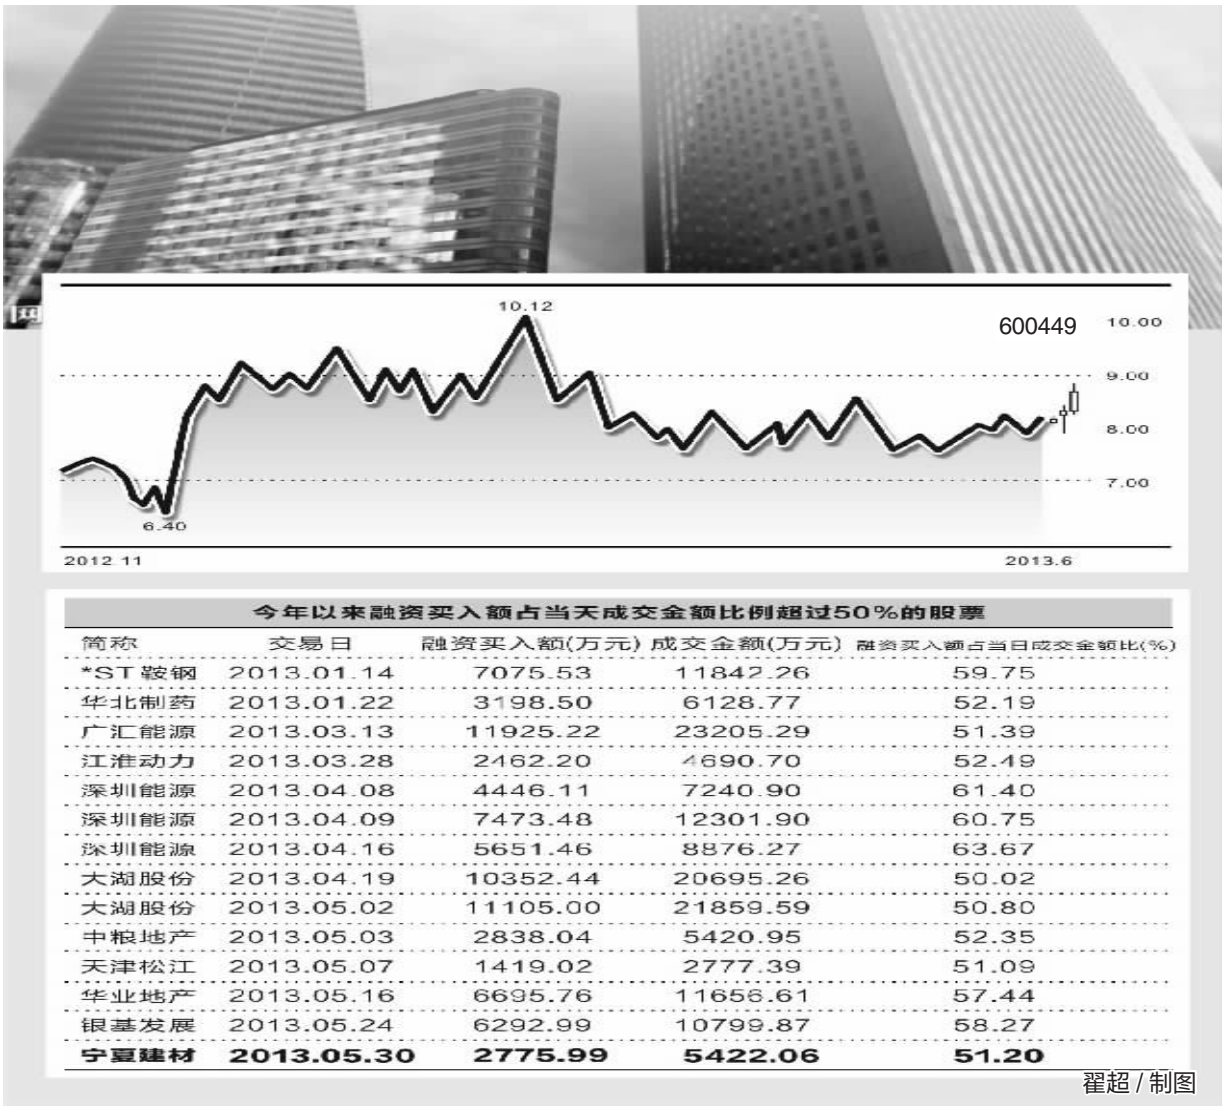 10.12
600449
10.00
9.00
8.00
7.00
6.40
2012.11
2013.6
今年以来融资买入额占当天成交金额比例超过50%的股票
简称 交易日 融资买入额(万元) 成交金额(万元) 融资买入额占当日成交金额比(%)
*ST鞍钢 2013.01.14 7075.53 11842.26 59.75
华北制药 2013.01.22 3198.50 6128.77 52.19
广汇能源 2013.03.13 11925.22 23205.29 51.39
江淮动力 2013.03.28 2462.20 4690.70 52.49
深圳能源 2013.04.08 4446.11 7240.90 61.40
深圳能源 2013.04.09 7473.48 12301.90 60.75
深圳能源 2013.04.16 5651.46 8876.27 63.67
大湖股份 2013.04.19 10352.44 20695.26 50.02
大湖股份 2013.05.02 11105.00 21859.59 50.80
中粮地产 2013.05.03 2838.04 5420.95 52.35
天津松江 2013.05.07 1419.02 2777.39 51.09
华业地产 2013.05.16 6695.76 11656.61 57.44
银基发展 2013.05.24 6292.99 10799.87 58.27
宁夏建材 2013.05.30 2775.99 5422.06 51.20
翟超/制图